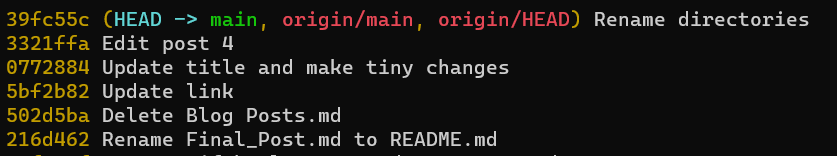 39fc55c (HEAD -> main, origin/main, origin/HEAD) Rename directories
3321ffa Edit post 4
0772884 Update title and make tiny changes
5bf2b82 Update link
502d5ba Delete Blog Posts.md
216d462 Rename Final_Post.md to README.md